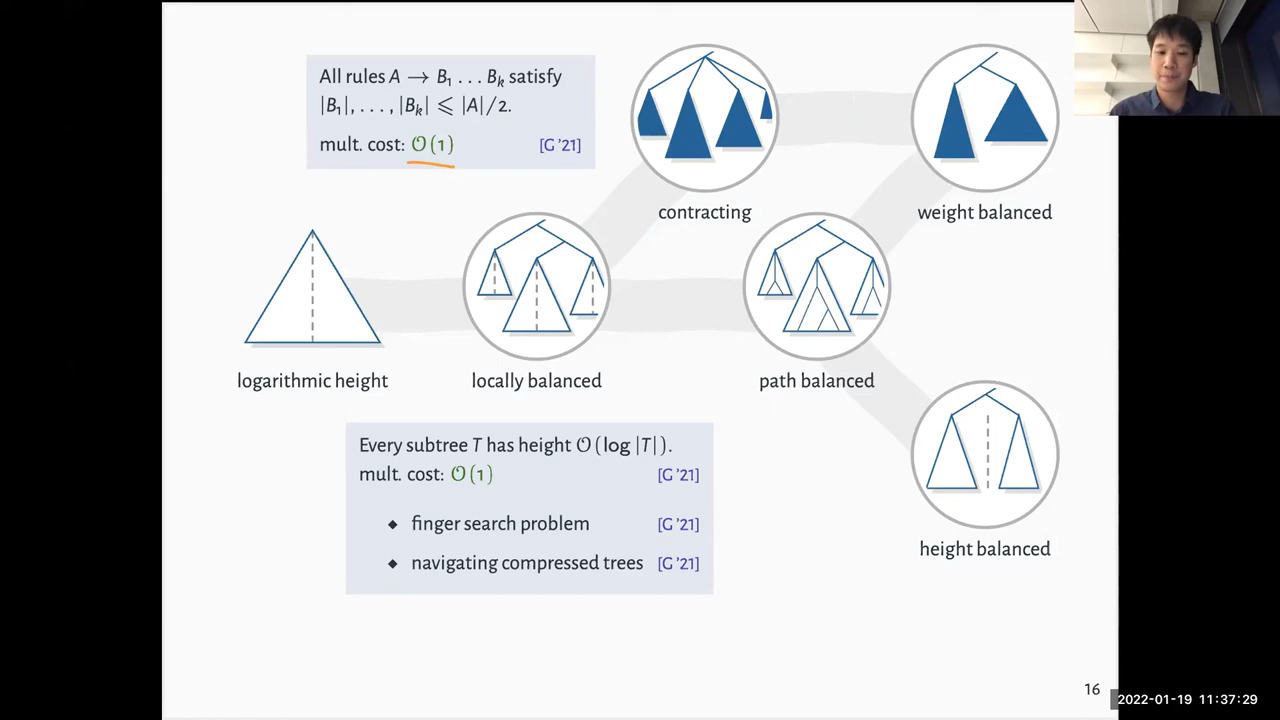 All rules A → B₁ … Bₖ satisfy
|B₁|, …, |Bₖ| ⩽ |A|/2.
mult. cost: O(1) [G '21]
contracting
weight balanced
logarithmic height
locally balanced
path balanced
Every subtree T has height O(log |T|).
mult. cost: O(1) [G '21]
◆ finger search problem [G '21]
◆ navigating compressed trees [G '21]
height balanced
16
2022-01-19 11:37:29